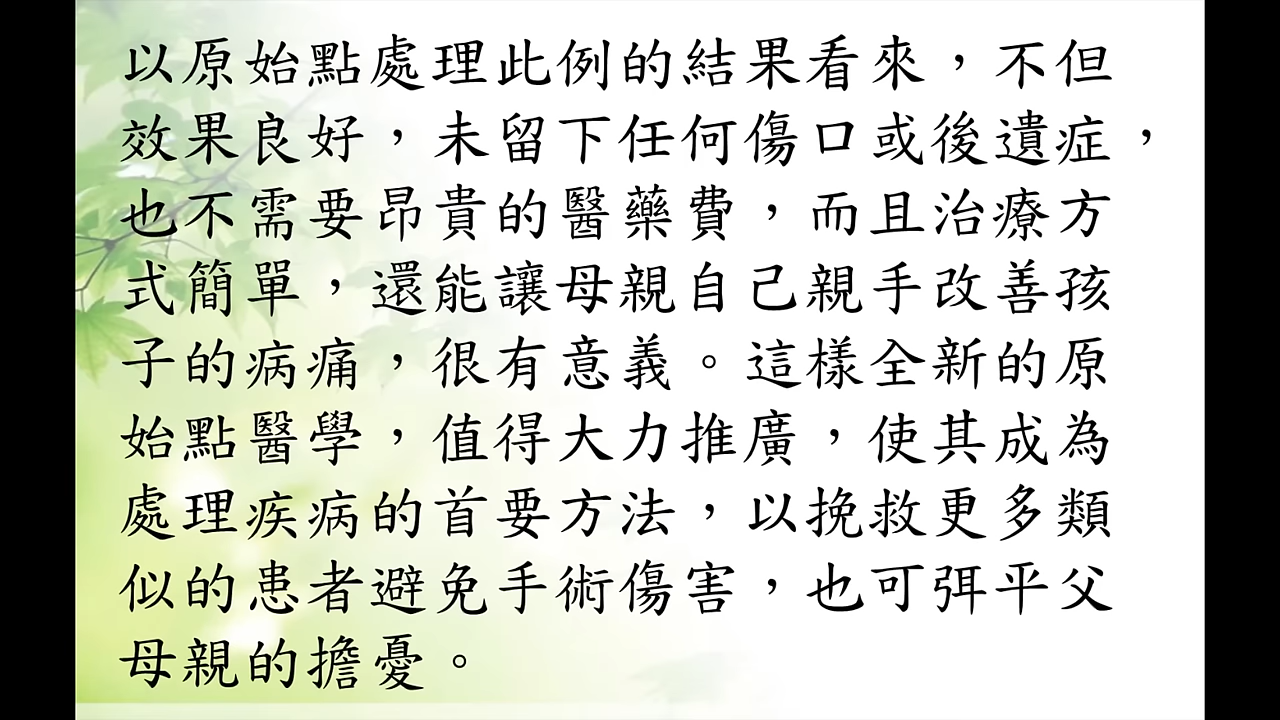 以原始點處理此例的結果看來，不但
效果良好，未留下任何傷口或後遺症，
也不需要昂貴的醫藥費，而且治療方
式簡單，還能讓母親自己親手改善孩
子的病痛，很有意義。這樣全新的原
始點醫學，值得大力推廣，使其成為
處理疾病的首要方法，以挽救更多類
似的患者避免手術傷害，也可弭平父
母親的擔憂。